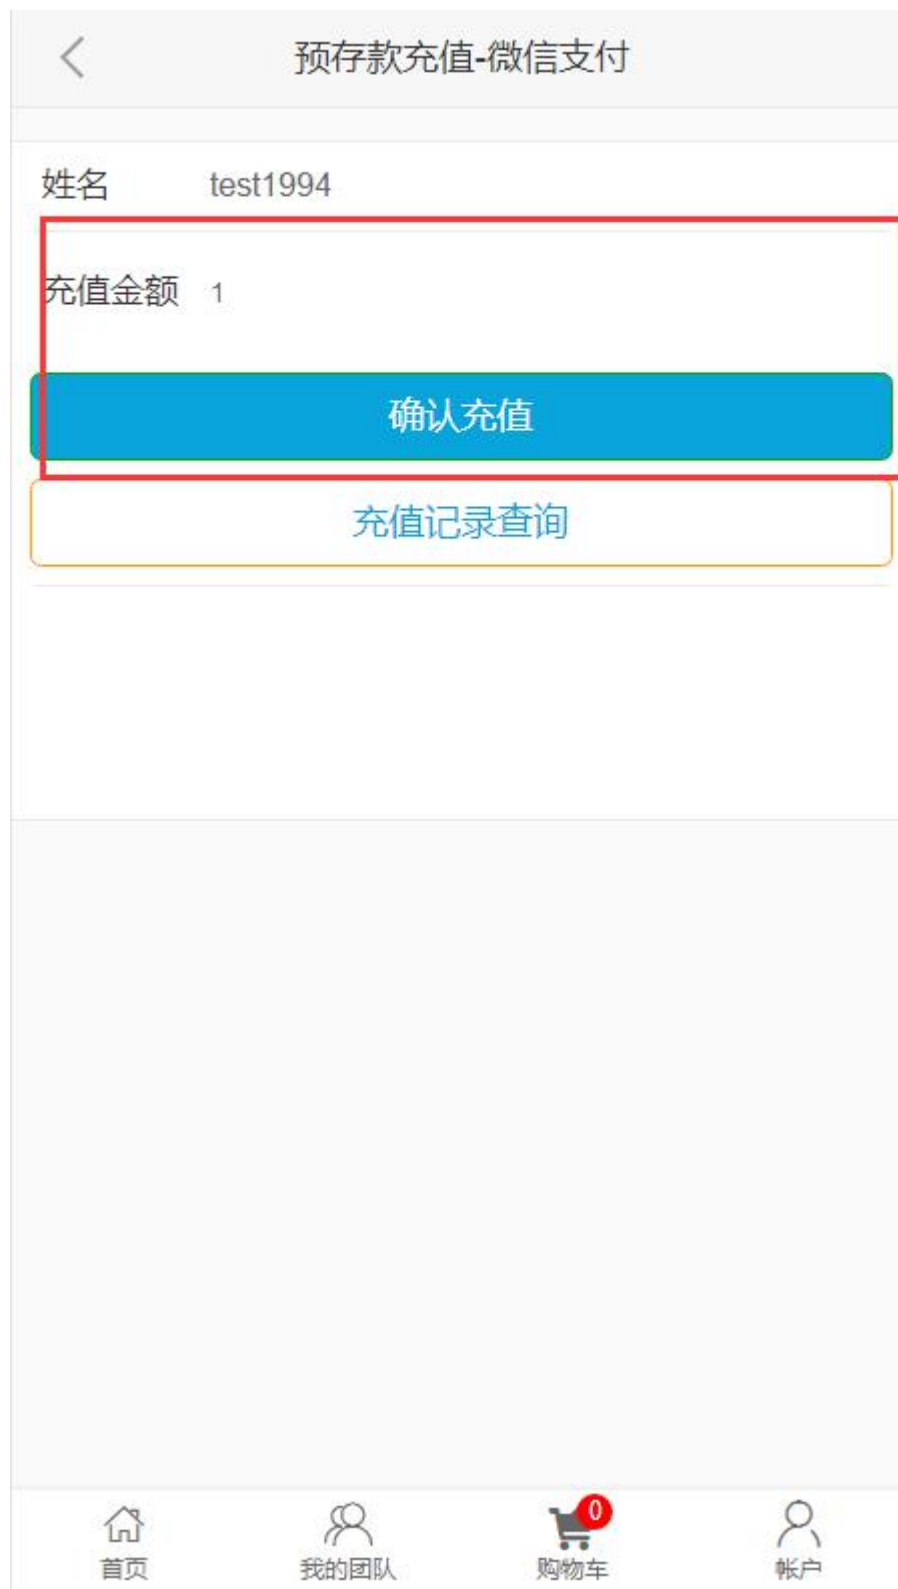 预存款充值-微信支付
姓名 test1994
充值金额 1
确认充值
充值记录查询
0
首页 我的团队 购物车 帐户